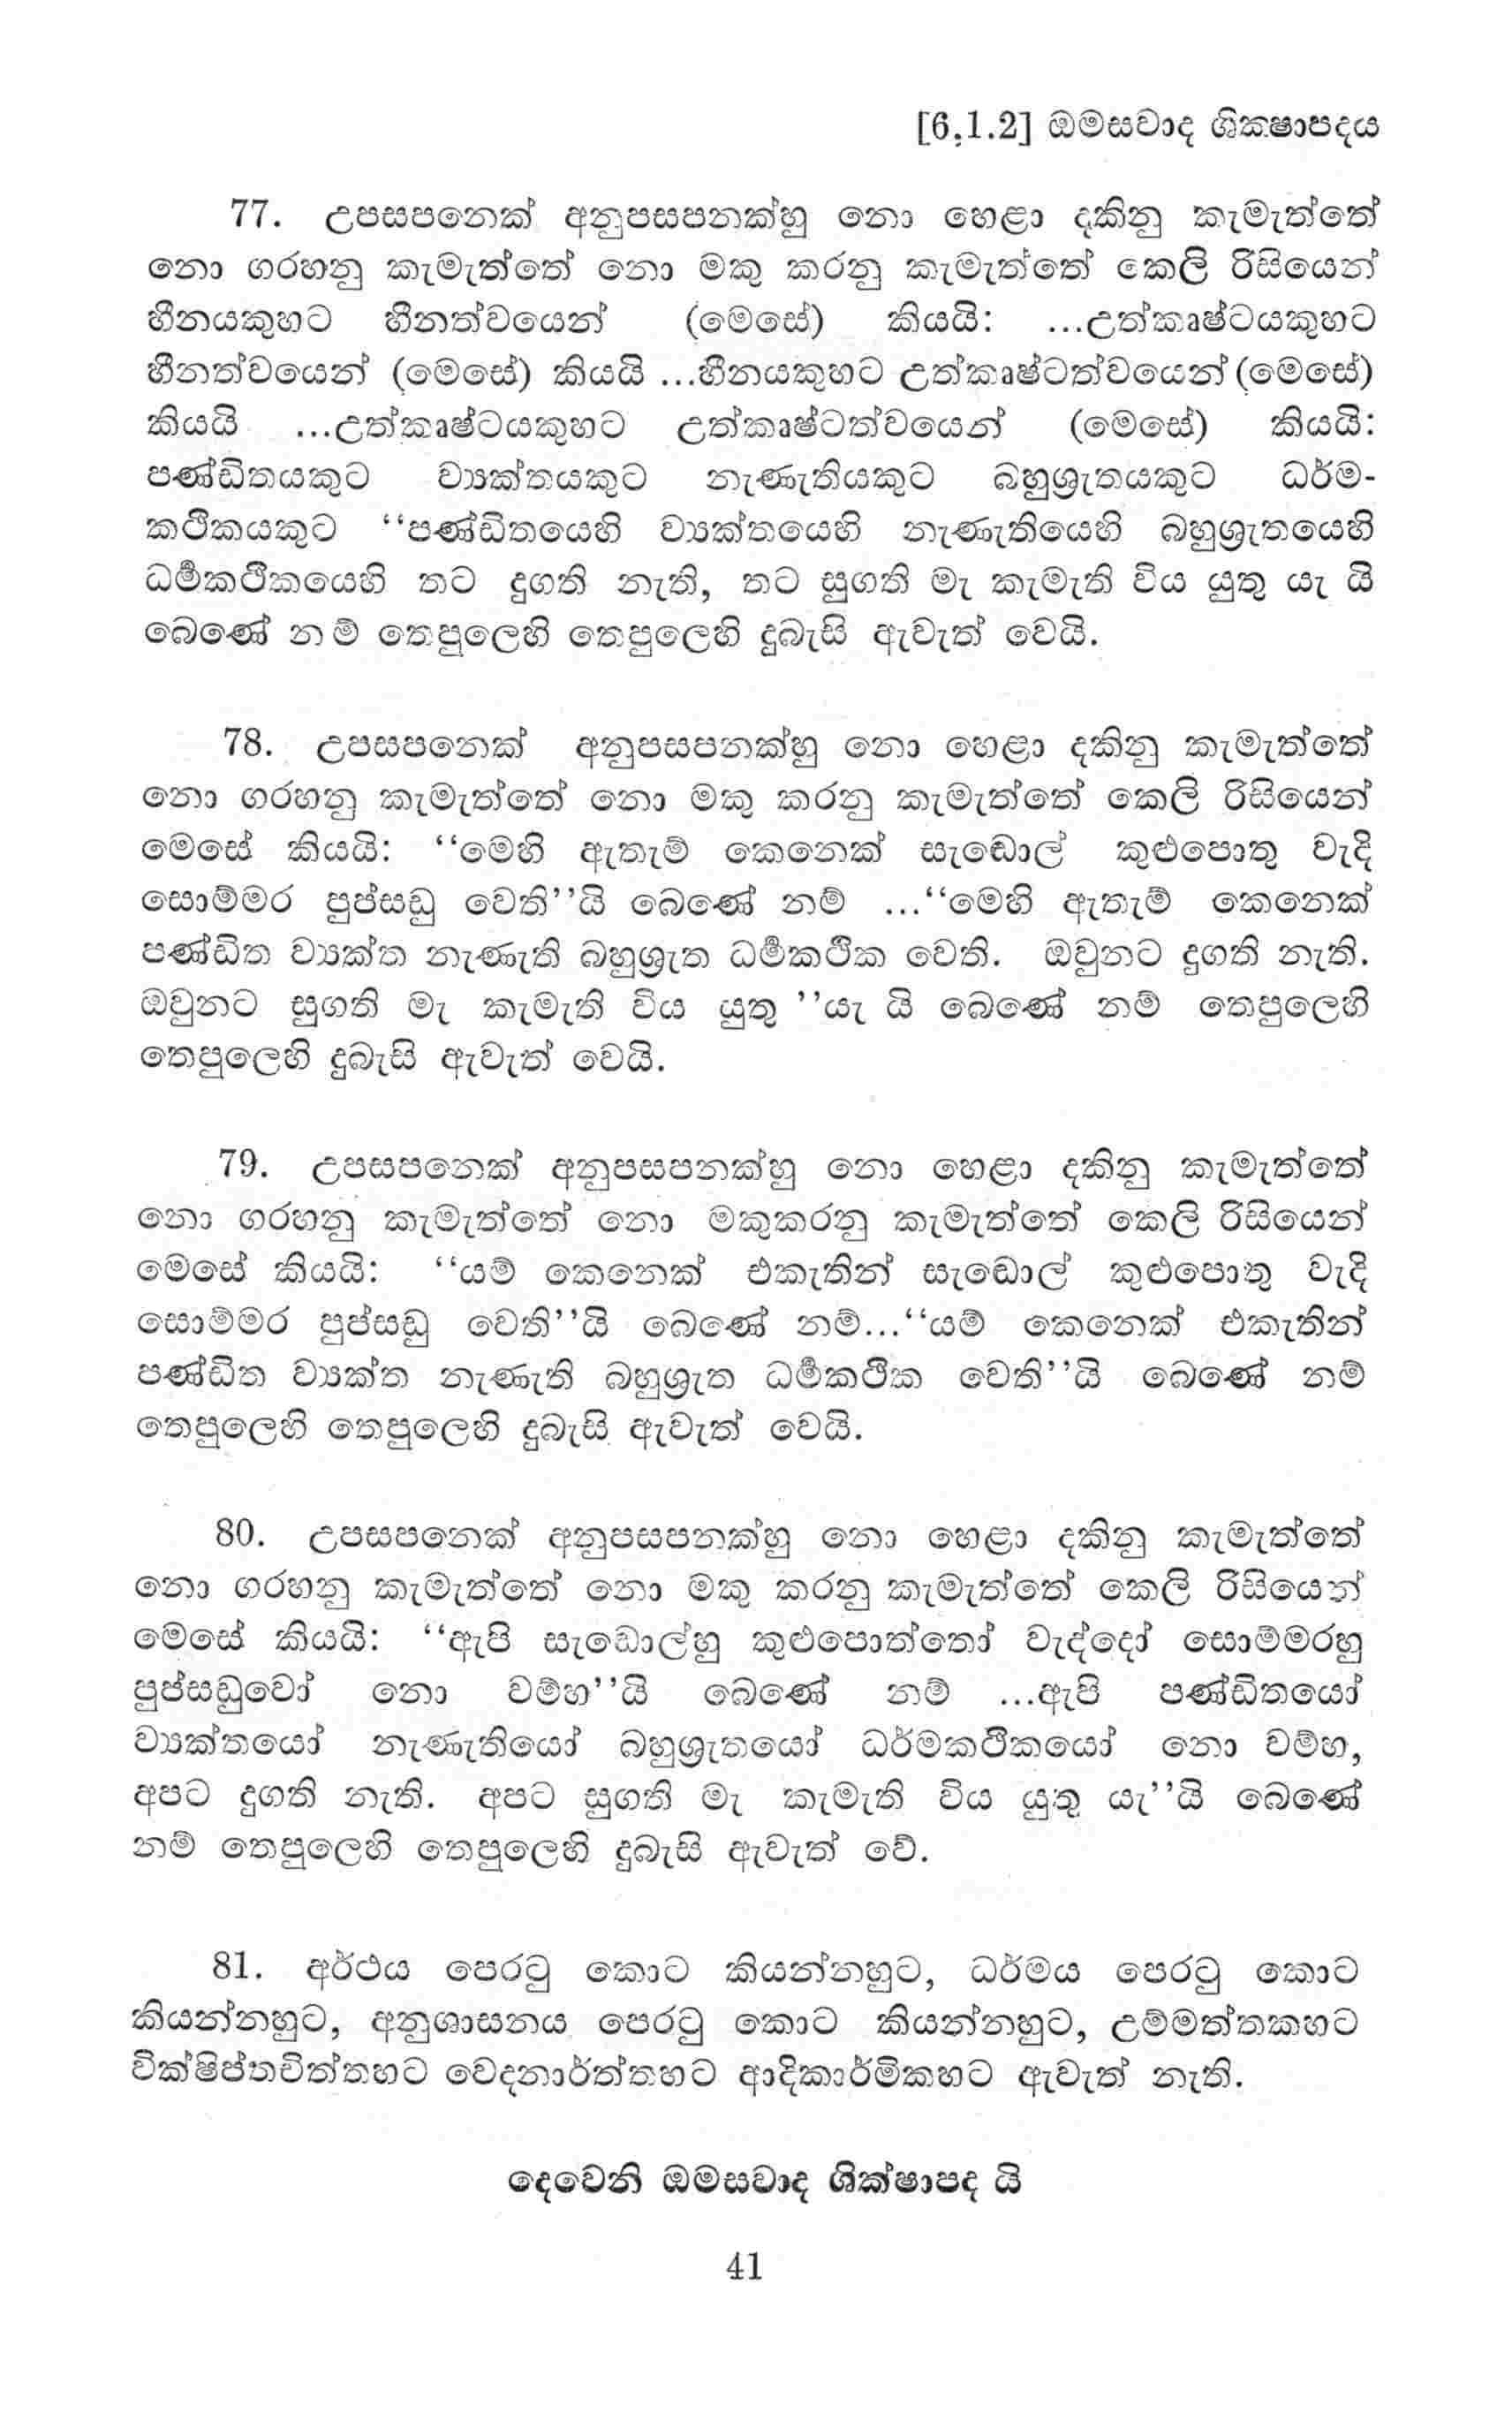 [6.1.2] ඔමසවාද ශික්‍ෂාපදය
77. උපසපනෙක් අනුපසපනක්හු නො හෙළා දකිනු කැමැත්තේ
නො ගරහනු කැමැත්තේ නො මකු කරනු කැමැත්තේ කෙලි රිසියෙන්
හීනයකුහට හීනත්වයෙන් (මෙසේ) කියයි: ...උත්කෘෂ්ටයකුහට
හීනත්වයෙන් (මෙසේ) කියයි ...හීනයකුහට උත්කෘෂ්ටත්වයෙන් (මෙසේ)
කියයි ...උත්කෘෂ්ටයකුහට උත්කෘෂ්ටත්වයෙන් (මෙසේ) කියයි:
පණ්ඩිතයකුට ව්‍යක්තයකුට නැණැතියකුට බහුශ්‍රැතයකුට ධර්ම-
කථිකයකුට “පණ්ඩිතයෙහි ව්‍යක්තයෙහි නැණැතියෙහි බහුශ්‍රැතයෙහි
ධර්‍මකථිකයෙහි තට දුගති නැති, තට සුගති මැ කැමැති විය යුතු යැ යි
බෙණේ නම් තෙපුලෙහි තෙපුලෙහි දුබැසි ඇවැත් වෙයි.
78. උපසපනෙක් අනුපසපනක්හු නො හෙළා දකිනු කැමැත්තේ
නො ගරහනු කැමැත්තේ නො මකු කරනු කැමැත්තේ කෙලි රිසියෙන්
මෙසේ කියයි: “මෙහි ඇතැම් කෙනෙක් සැඬොල් කුළුපොතු වැදි
සොම්මර පුප්සඩු වෙති”යි බෙණේ නම් ...“මෙහි ඇතැම් කෙනෙක්
පණ්ඩිත ව්‍යක්ත නැණැති බහුශ්‍රැත ධර්‍මකථික වෙති. ඔවුනට දුගති නැති.
ඔවුනට සුගති මැ කැමැති විය යුතු ”යැ යි බෙණේ නම් තෙපුලෙහි
තෙපුලෙහි දුබැසි ඇවැත් වෙයි.
79. උපසපනෙක් අනුපසපනක්හු නො හෙළා දකිනු කැමැත්තේ
නො ගරහනු කැමැත්තේ නො මකුකරනු කැමැත්තේ කෙලි රිසියෙන්
මෙසේ කියයි: “යම් කෙනෙක් එකැතින් සැඬොල් කුළුපොතු වැදි
සොම්මර පුප්සඩු වෙති”යි බෙණේ නම්...“යම් කෙනෙක් එකැතින්
පණ්ඩිත ව්‍යක්ත නැණැති බහුශ්‍රැත ධර්‍මකථික වෙති”යි බෙණේ නම්
තෙපුලෙහි තෙපුලෙහි දුබැසි ඇවැත් වෙයි.
80. උපසපනෙක් අනුපසපනක්හු නො හෙළා දකිනු කැමැත්තේ
නො ගරහනු කැමැත්තේ නො මකු කරනු කැමැත්තේ කෙලි රිසියෙන්
මෙසේ කියයි: “ඇපි සැඩොල්හු කුළුපොත්තෝ වැද්දෝ සොම්මරහු
පුප්සඩුවෝ නො වම්හ”යි බෙණේ නම් ...ඇපි පණ්ඩිතයෝ
ව්‍යක්තයෝ නැණැතියෝ බහුශ්‍රැතයෝ ධර්මකථිකයෝ නො වම්හ,
අපට දුගති නැති. අපට සුගති මැ කැමැති විය යුතු යැ”යි බෙණේ
නම් තෙපුලෙහි තෙපුලෙහි දුබැසි ඇවැත් වේ.
81. අර්ථය පෙරටු කොට කියන්නහුට, ධර්මය පෙරටු කොට
කියන්නහුට, අනුශාසනය පෙරටු කොට කියන්නහුට, උම්මත්තකහට
වික්ෂිප්තචිත්තහට වෙදනාර්ත්තහට ආදිකාර්මිකහට ඇවැත් නැති.
දෙවෙනි ඔමසවාද ශික්ෂාපද යි
41